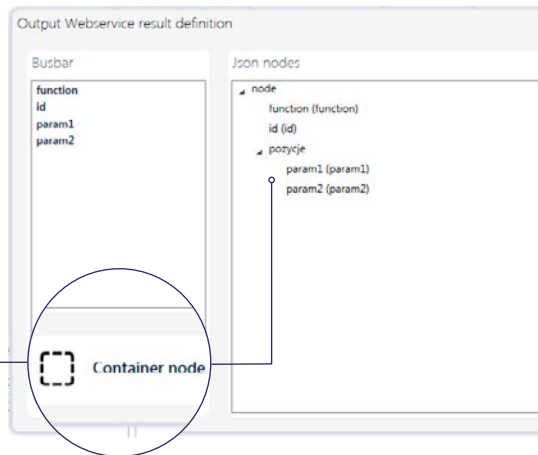 Output Webservice result definition
Busbar
function
id
param1
param2
Container node
Json nodes
node
function (function)
id (id)
pozycje
param1 (param1)
param2 (param2)